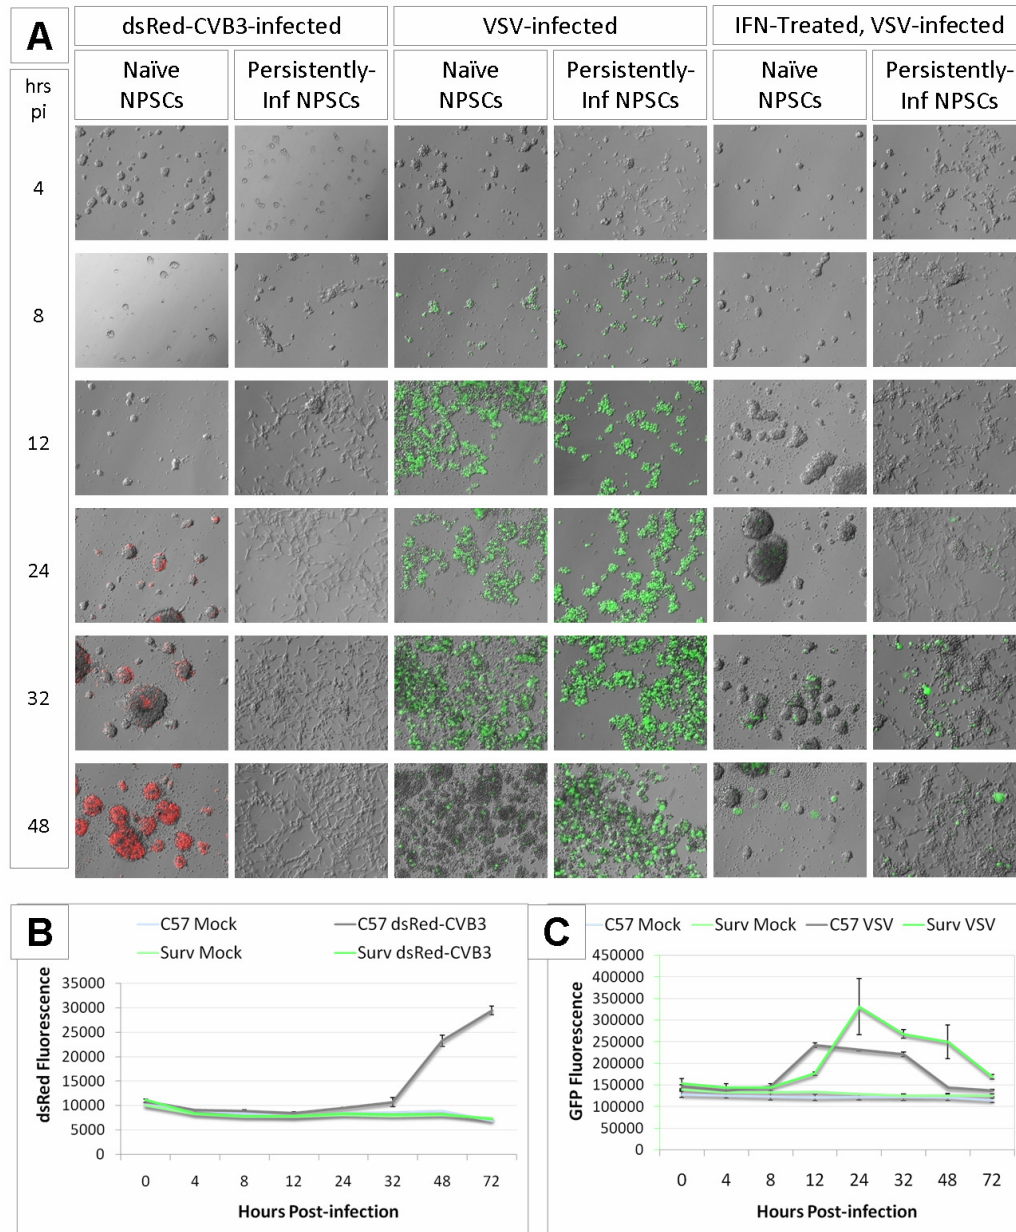 A
dsRed-CVB3-infected
VSV-infected
IFN-Treated, VSV-infected
hrs
pi
Naïve
NPSCs
Persistently-
Inf NPSCs
Naïve
NPSCs
Persistently-
Inf NPSCs
Naïve
NPSCs
Persistently-
Inf NPSCs
4
8
12
24
32
48
B
C57 Mock
C57 dsRed-CVB3
Surv Mock
Surv dsRed-CVB3
dsRed Fluorescence
35000
30000
25000
20000
15000
10000
5000
0
0 4 8 12 24 32 48 72
Hours Post-infection
C
C57 Mock Surv Mock C57 VSV Surv VSV
GFP Fluorescence
450000
400000
350000
300000
250000
200000
150000
100000
50000
0
0 4 8 12 24 32 48 72
Hours Post-infection